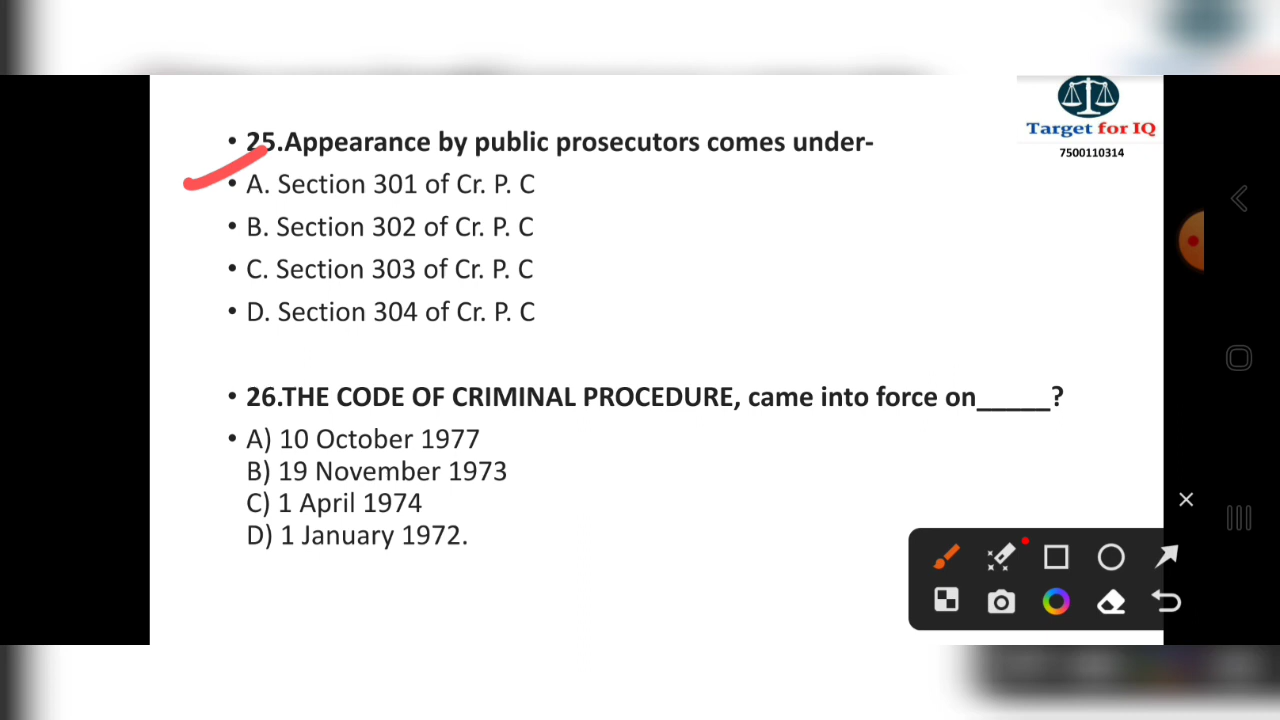 • 25.Appearance by public prosecutors comes under-
• A. Section 301 of Cr. P. C
• B. Section 302 of Cr. P. C
• C. Section 303 of Cr. P. C
• D. Section 304 of Cr. P. C
• 26.THE CODE OF CRIMINAL PROCEDURE, came into force on_____?
• A) 10 October 1977
B) 19 November 1973
C) 1 April 1974
D) 1 January 1972.
Target for IQ
7500110314